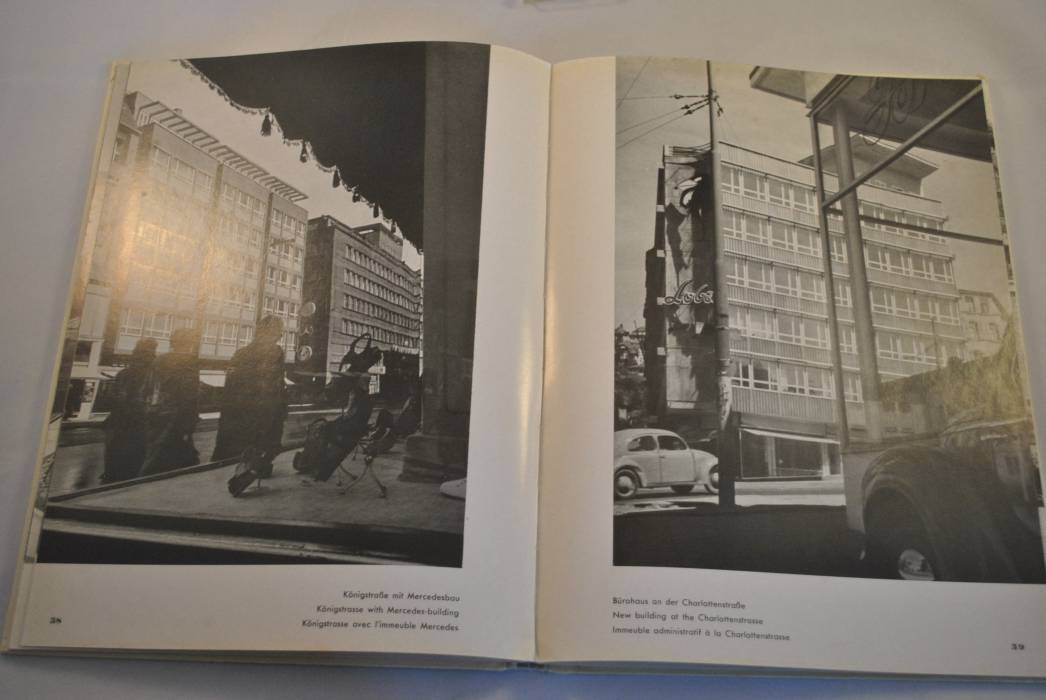 Königstraße mit Mercedesbau
Königstrasse with Mercedes-building
Königstrasse avec l'immeuble Mercedes
38
Bürohaus an der Charlottenstraße
New building at the Charlottenstrasse
Immeuble administratif à la Charlottenstrasse
39